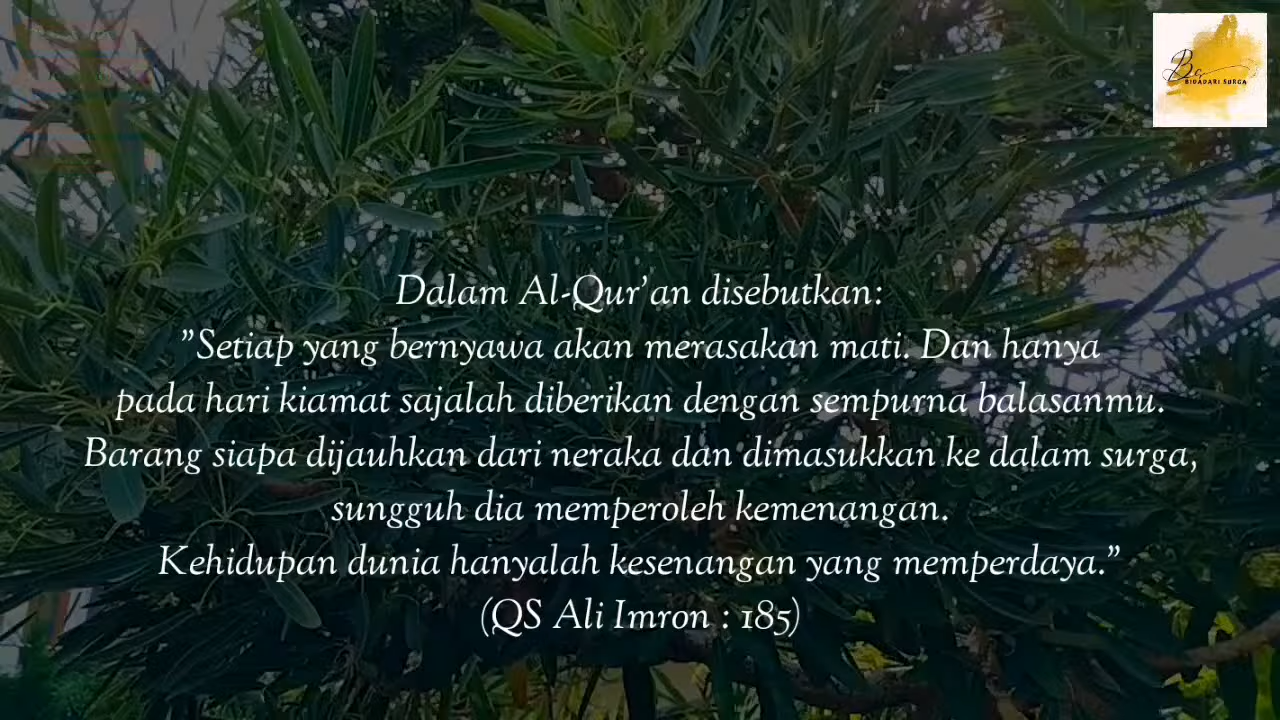 Bs
BIDADARI SURGA
Dalam Al-Qur'an disebutkan:
"Setiap yang bernyawa akan merasakan mati. Dan hanya
pada hari kiamat sajalah diberikan dengan sempurna balasanmu.
Barang siapa dijauhkan dari neraka dan dimasukkan ke dalam surga,
sungguh dia memperoleh kemenangan.
Kehidupan dunia hanyalah kesenangan yang memperdaya."
(QS Ali Imron : 185)